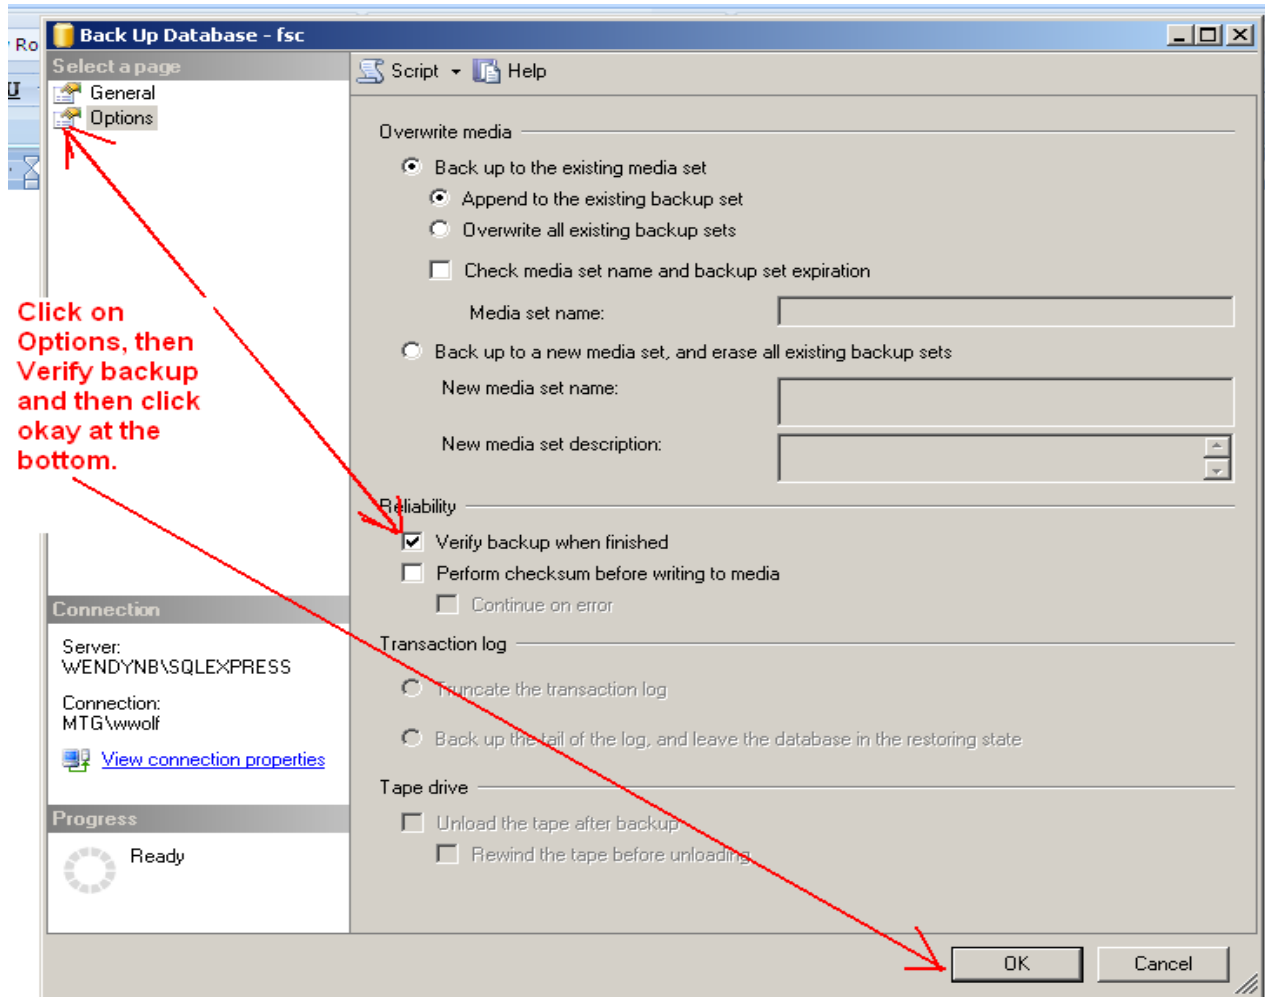 Back Up Database - fsc
Ro
U
Select a page
General
Options
Script Help
Overwrite media
Back up to the existing media set
Append to the existing backup set
Overwrite all existing backup sets
Check media set name and backup set expiration
Media set name:
Back up to a new media set, and erase all existing backup sets
New media set name:
New media set description:
Click on
Options, then
Verify backup
and then click
okay at the
bottom.
Reliability
Verify backup when finished
Perform checksum before writing to media
Continue on error
Transaction log
Truncate the transaction log
Back up the tail of the log, and leave the database in the restoring state
Tape drive
Unload the tape after backup
Rewind the tape before unloading
Connection
Server:
WENDYNB\SQLEXPRESS
Connection:
MTG\wwolf
View connection properties
Progress
Ready
OK Cancel